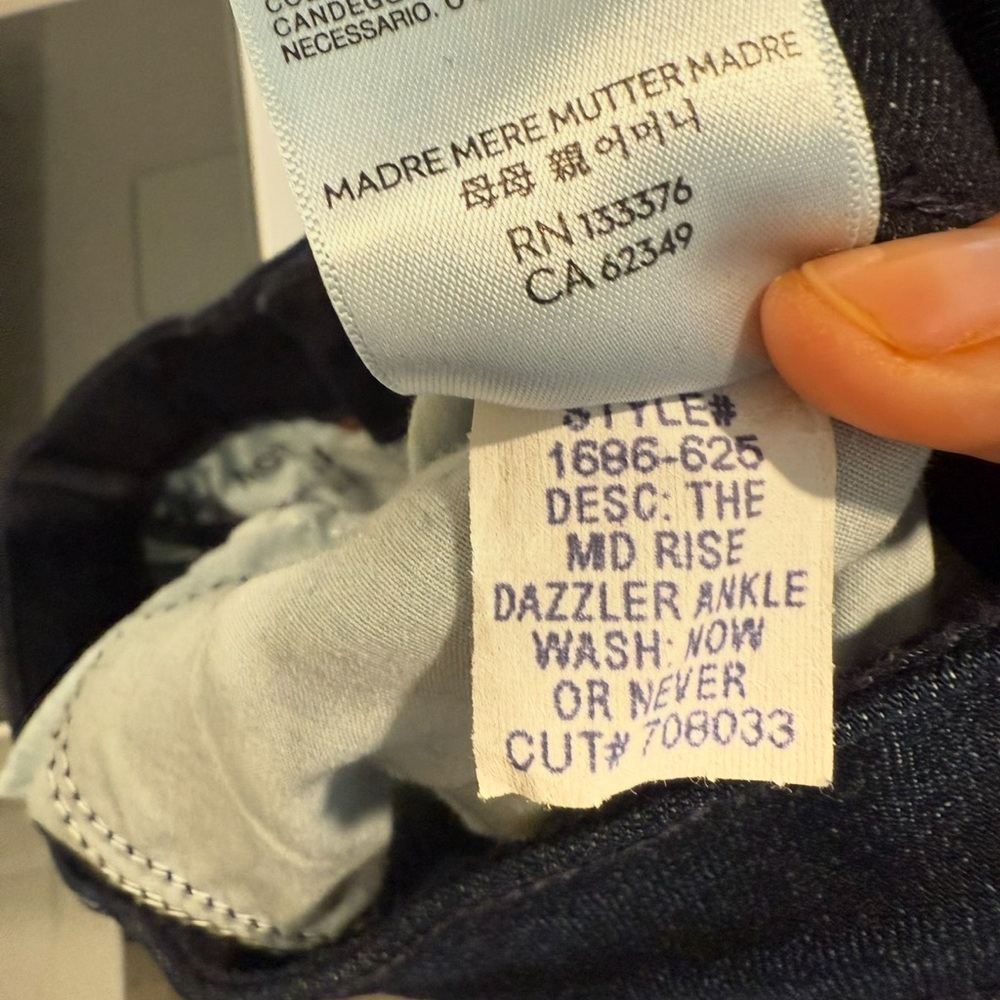 CANDEGG
NECESSARIO.
MADRE MERE MUTTER MADRE
母母 親 어머니
RN 133376
CA 62349
STYLE#
1686-625
DESC: THE
MD RISE
DAZZLER ANKLE
WASH: NOW
OR NEVER
CUT# 708033